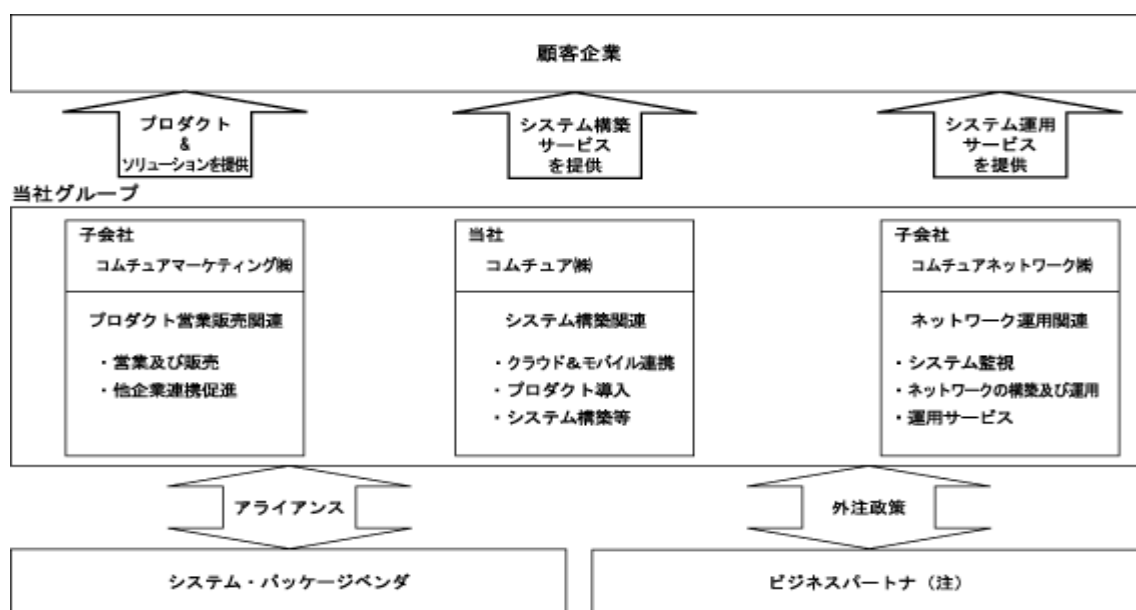 顧客企業
プロダクト
&
ソリューションを提供
システム構築
サービス
を提供
システム運用
サービス
を提供
当社グループ
子会社
コムチュアマーケティング㈱
プロダクト営業販売関連
・営業及び販売
・他企業連携促進
当社
コムチュア㈱
システム構築関連
・クラウド&モバイル連携
・プロダクト導入
・システム構築等
子会社
コムチュアネットワーク㈱
ネットワーク運用関連
・システム監視
・ネットワークの構築及び運用
・運用サービス
アライアンス
外注政策
システム・パッケージベンダ
ビジネスパートナ（注）